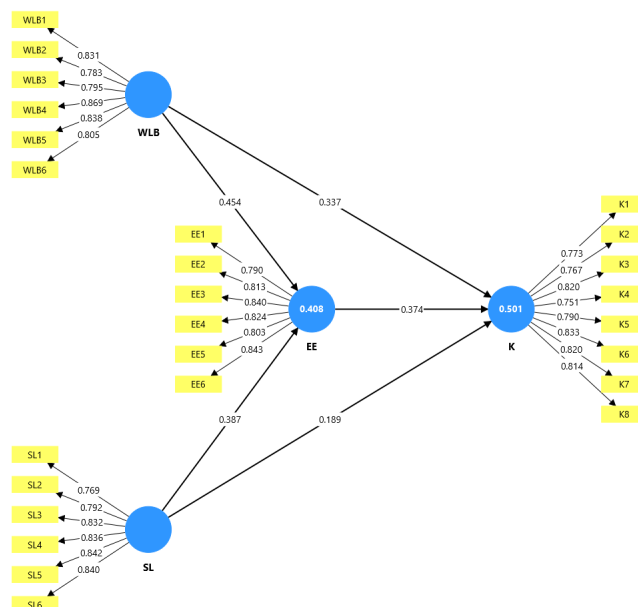 WLB1
WLB2
WLB3
WLB4
WLB5
WLB6
0.831
0.783
0.795
0.869
0.838
0.805
WLB
0.454
0.337
EE1
EE2
EE3
EE4
EE5
EE6
0.790
0.813
0.840
0.824
0.803
0.843
0.408
EE
0.374
0.501
K
K1
K2
K3
K4
K5
K6
K7
K8
0.773
0.767
0.820
0.751
0.790
0.833
0.820
0.814
0.387
0.189
SL1
SL2
SL3
SL4
SL5
SL6
0.769
0.792
0.832
0.836
0.842
0.840
SL